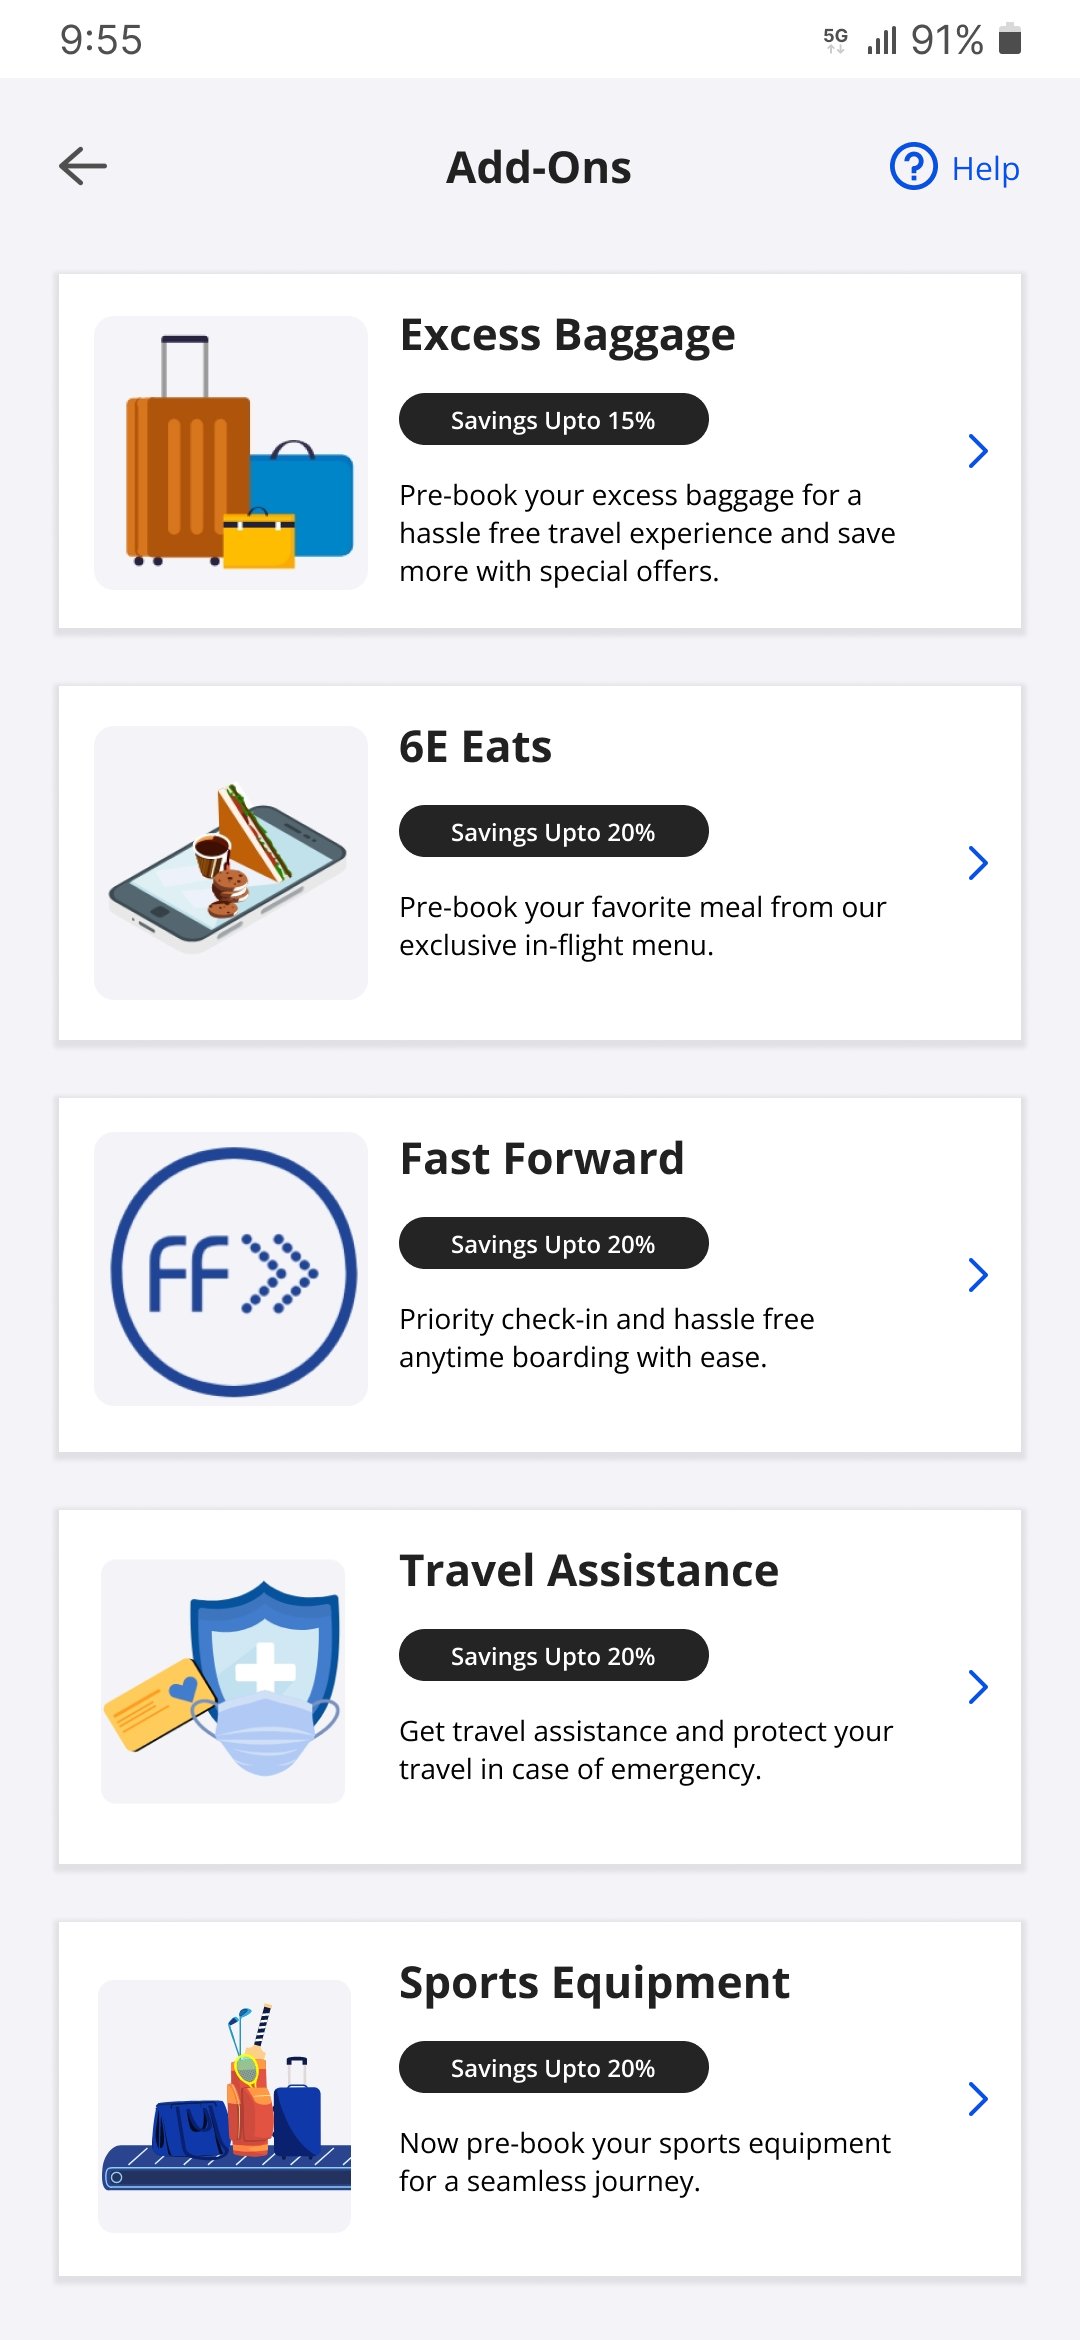 9:55
5G 91%
Add-Ons
Help
Excess Baggage
Savings Upto 15%
Pre-book your excess baggage for a
hassle free travel experience and save
more with special offers.
6E Eats
Savings Upto 20%
Pre-book your favorite meal from our
exclusive in-flight menu.
FF
Fast Forward
Savings Upto 20%
Priority check-in and hassle free
anytime boarding with ease.
Travel Assistance
Savings Upto 20%
Get travel assistance and protect your
travel in case of emergency.
Sports Equipment
Savings Upto 20%
Now pre-book your sports equipment
for a seamless journey.